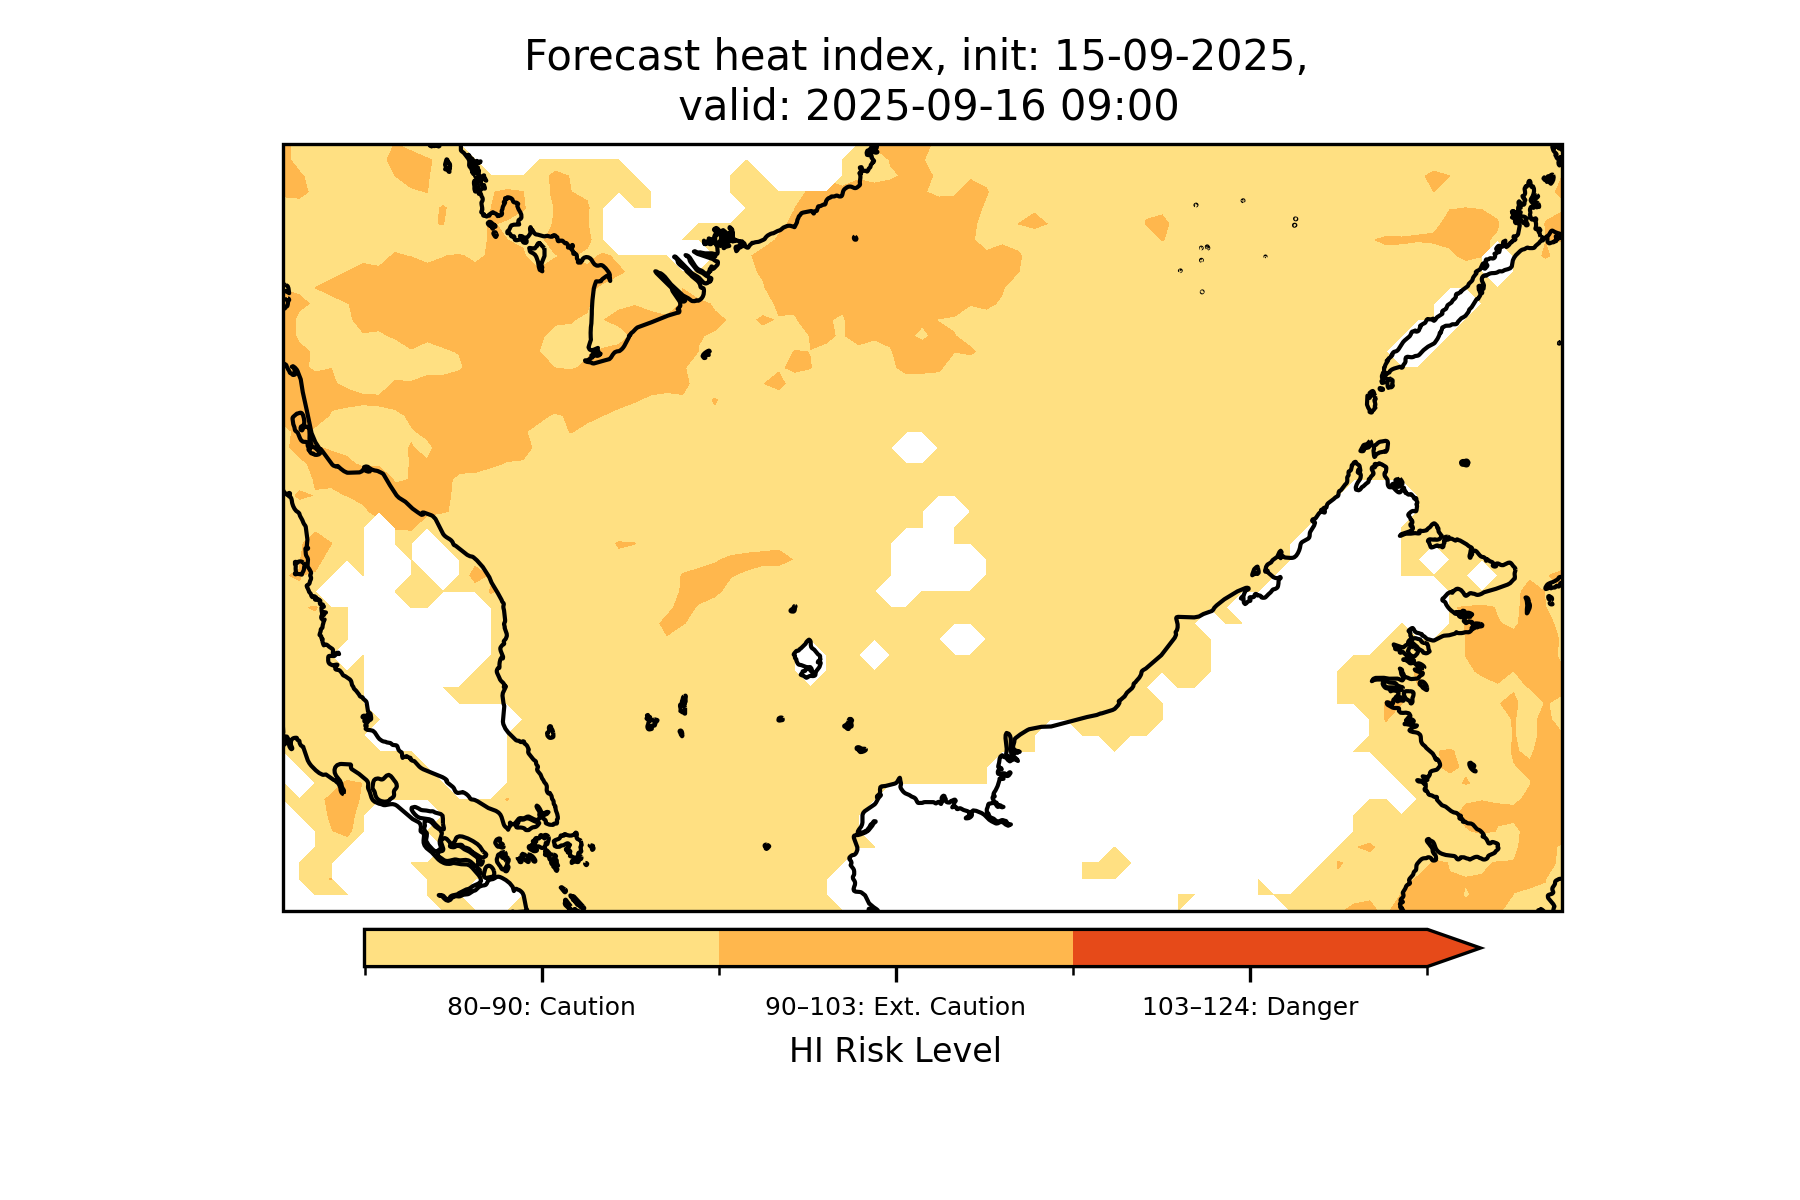 Forecast heat index, init: 15-09-2025,
valid: 2025-09-16 09:00
80–90: Caution
90–103: Ext. Caution
103–124: Danger
HI Risk Level